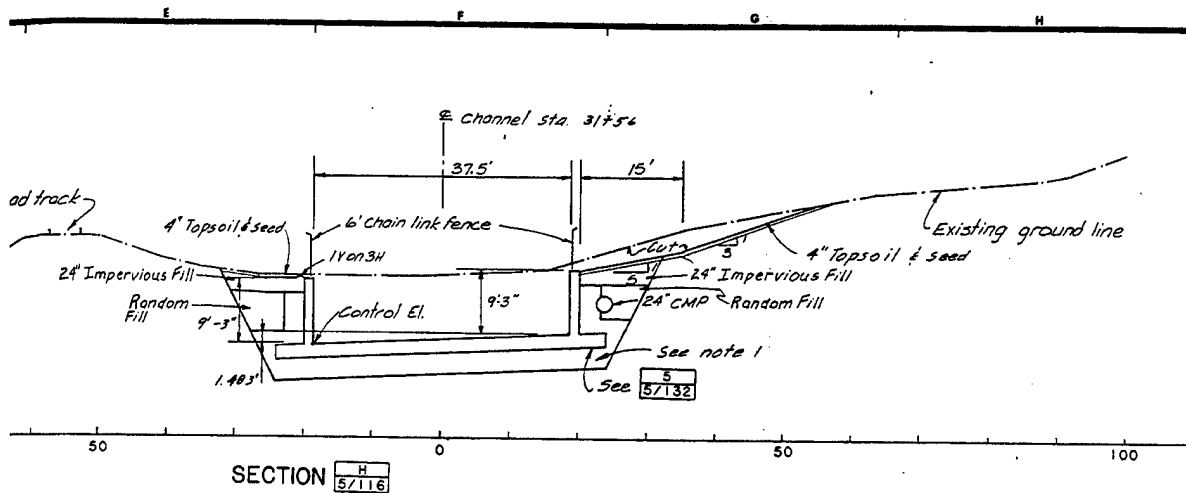 E F G H
℄ Channel sta. 31+56
37.5' 15'
ad track
4" Topsoil & seed
6' Chain link fence
Existing ground line
1V on 3H
Cut
1
3
4" Topsoil & seed
24" Impervious Fill
5
24" Impervious Fill
Random Fill
9'-3"
9'-3"
24" CMP
Random Fill
Control El.
See note 1
1.483'
See 5
5/132
50 0 50 100
SECTION H
5/116